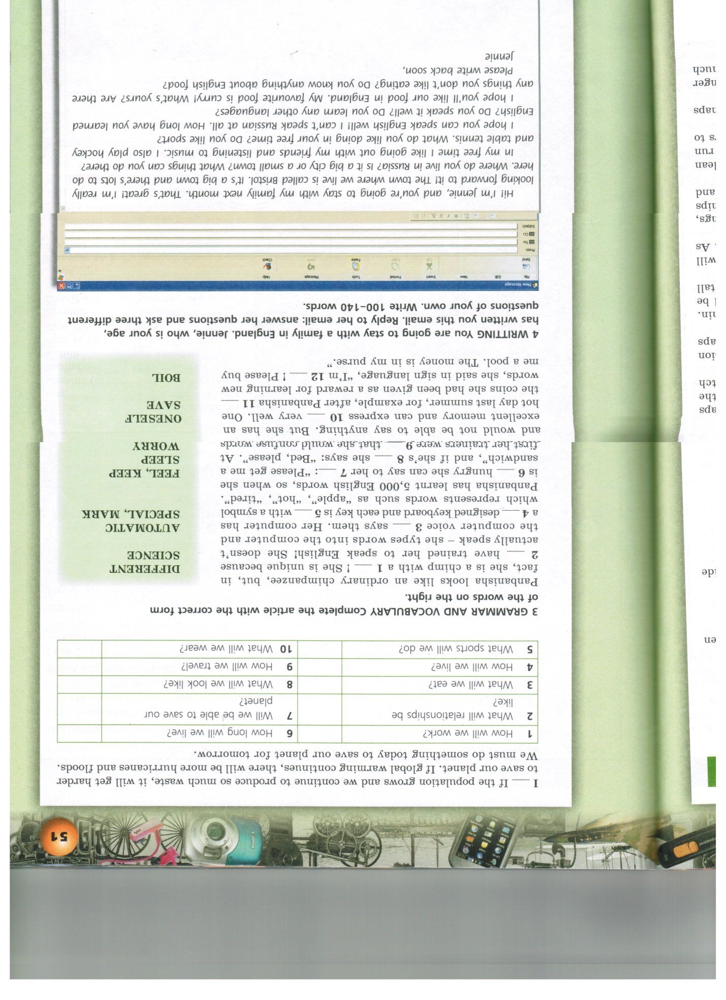 51
I ___ If the population grows and we continue to produce so much waste, it will get harder
to save our planet. If global warming continues, there will be more hurricanes and floods.
We must do something today to save our planet for tomorrow.
1 How will we work?
6 How long will we live?
2 What will relationships be
like?
7 Will we be able to save our
planet?
3 What will we eat?
8 What will we look like?
4 How will we live?
9 How will we travel?
5 What sports will we do?
10 What will we wear?
3 GRAMMAR AND VOCABULARY Complete the article with the correct form
of the words on the right.
Panbanisha looks like an ordinary chimpanzee, but, in
fact, she is a chimp with a 1 ___ ! She is unique because
2 ___ have trained her to speak English! She doesn't
actually speak – she types words into the computer and
the computer voice 3 ___ says them. Her computer has
a 4 ___ designed keyboard and each key is 5 ___ with a symbol
which represents words such as "apple", "hot", "tired".
Panbanisha has learnt 5,000 English words, so when she
is 6 ___ hungry she can say to her 7 ___: "Please get me a
sandwich", and if she's 8 ___ she says: "Bed, please". At
first her trainers were 9 ___ that she would confuse words
and would not be able to say anything. But she has an
excellent memory and can express 10 ___ very well. One
hot day last summer, for example, after Panbanisha 11 ___
the coins she had been given as a reward for learning new
words, she said in sign language, "I'm 12 ___ ! Please buy
me a pool. The money is in my purse."
DIFFERENT
SCIENCE
AUTOMATIC
SPECIAL, MARK
FEEL, KEEP
SLEEP
WORRY
ONESELF
SAVE
BOIL
4 WRITTING You are going to stay with a family in England. Jennie, who is your age,
has written you this email. Reply to her email: answer her questions and ask three different
questions of your own. Write 100–140 words.
New Message
File Edit View Insert Format Tools Message Help
Send Cut Copy Paste Undo Check
From:
To:
Cc:
Subject:
Hi! I'm Jennie, and you're going to stay with my family next month. That's great! I'm really
looking forward to it! The town where we live is called Bristol. It's a big town and there's lots to do
here. Where do you live in Russia? Is it a big city or a small town? What things can you do there?
In my free time I like going out with my friends and listening to music. I also play hockey
and table tennis. What do you like doing in your free time? Do you like sport?
I hope you can speak English well! I can't speak Russian at all. How long have you learned
English? Do you speak it well? Do you learn any other languages?
I hope you'll like our food in England. My favourite food is curry! What's yours? Are there
any things you don't like eating? Do you know anything about English food?
Please write back soon,
Jennie